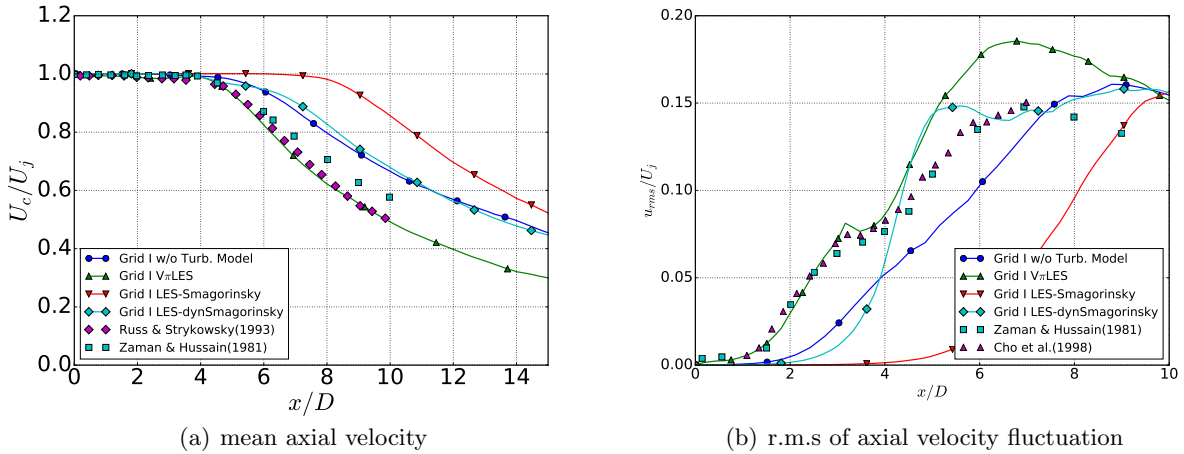 1.2
1.0
0.8
0.6
0.4
0.2
0.0
U_c/U_j
Grid I w/o Turb. Model
Grid I VπLES
Grid I LES-Smagorinsky
Grid I LES-dynSmagorinsky
Russ & Strykowsky(1993)
Zaman & Hussain(1981)
0 2 4 6 8 10 12 14
x/D
(a) mean axial velocity
0.20
0.15
0.10
0.05
0.00
u_rms/U_j
Grid I w/o Turb. Model
Grid I VπLES
Grid I LES-Smagorinsky
Grid I LES-dynSmagorinsky
Zaman & Hussain(1981)
Cho et al.(1998)
0 2 4 6 8 10
x/D
(b) r.m.s of axial velocity fluctuation